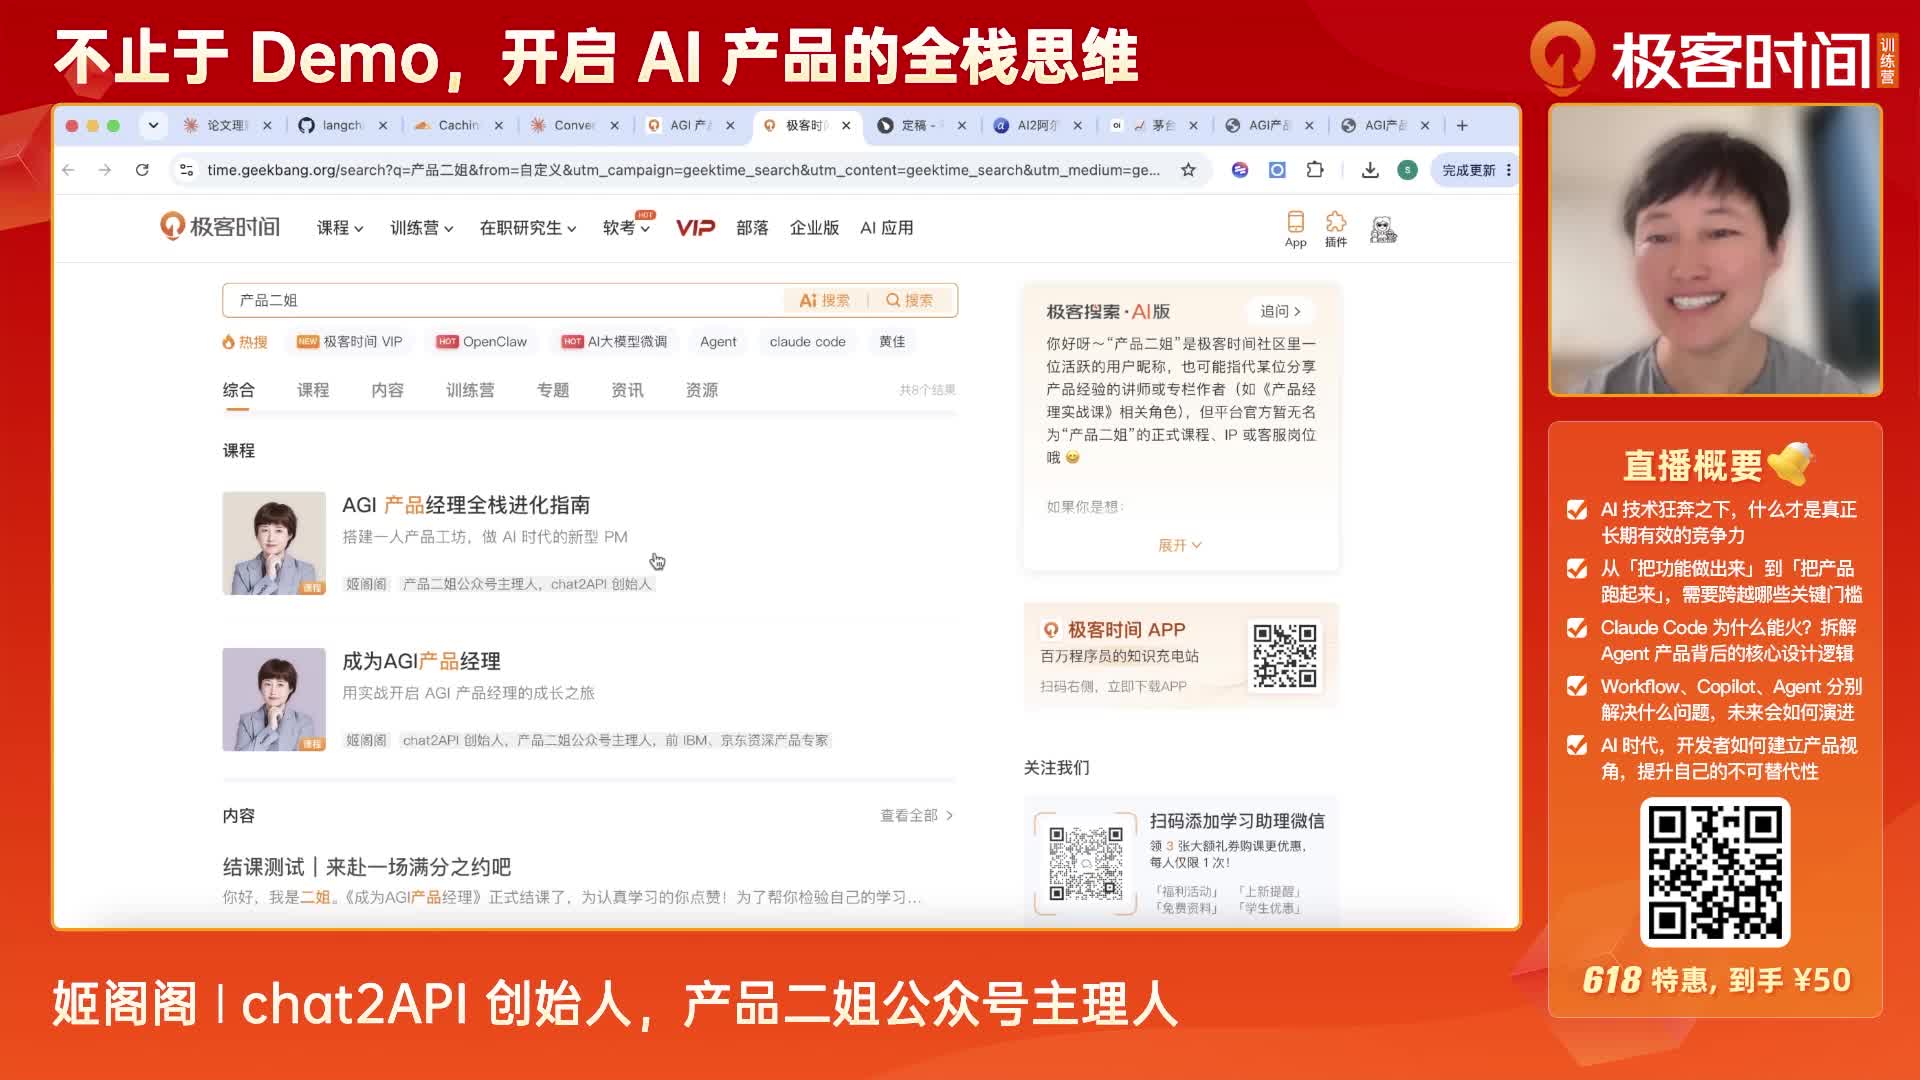 不止于 Demo，开启 AI 产品的全栈思维
极客时间
训练营
论文理
langch
Cachin
Conver
AGI 产
极客时
定稿 -
AI2阿尔
茅台
AGI产
AGI产
time.geekbang.org/search?q=产品二姐&from=自定义&utm_campaign=geektime_search&utm_content=geektime_search&utm_medium=ge...
S
完成更新
极客时间
课程
训练营
在职研究生
软考
HOT
VIP
部落
企业版
AI 应用
App
插件
产品二姐
Ai 搜索
搜索
热搜
NEW 极客时间 VIP
HOT OpenClaw
HOT AI大模型微调
Agent
claude code
黄佳
综合
课程
内容
训练营
专题
资讯
资源
共8个结果
课程
AGI 产品经理全栈进化指南
搭建一人产品工坊，做 AI 时代的新型 PM
课程
姬阁阁
产品二姐公众号主理人，chat2API 创始人
成为AGI产品经理
用实战开启 AGI 产品经理的成长之旅
课程
姬阁阁
chat2API 创始人，产品二姐公众号主理人，前 IBM、京东资深产品专家
内容
查看全部
结课测试｜来赴一场满分之约吧
你好，我是二姐。《成为AGI产品经理》正式结课了，为认真学习的你点赞！为了帮你检验自己的学习...
极客搜索·AI版
追问
你好呀～“产品二姐”是极客时间社区里一
位活跃的用户昵称，也可能指代某位分享
产品经验的讲师或专栏作者（如《产品经
理实战课》相关角色），但平台官方暂无名
为“产品二姐”的正式课程、IP 或客服岗位
哦 😄
如果你是想：
展开
极客时间 APP
百万程序员的知识充电站
扫码右侧，立即下载APP
关注我们
扫码添加学习助理微信
领 3 张大额礼券购课更优惠，
每人仅限 1 次！
「福利活动」 「上新提醒」
「免费资料」 「学生优惠」
直播概要
AI 技术狂奔之下，什么才是真正
长期有效的竞争力
从「把功能做出来」到「把产品
跑起来」，需要跨越哪些关键门槛
Claude Code 为什么能火？拆解
Agent 产品背后的核心设计逻辑
Workflow、Copilot、Agent 分别
解决什么问题，未来会如何演进
AI 时代，开发者如何建立产品视
角，提升自己的不可替代性
618 特惠, 到手 ¥50
姬阁阁 | chat2API 创始人，产品二姐公众号主理人